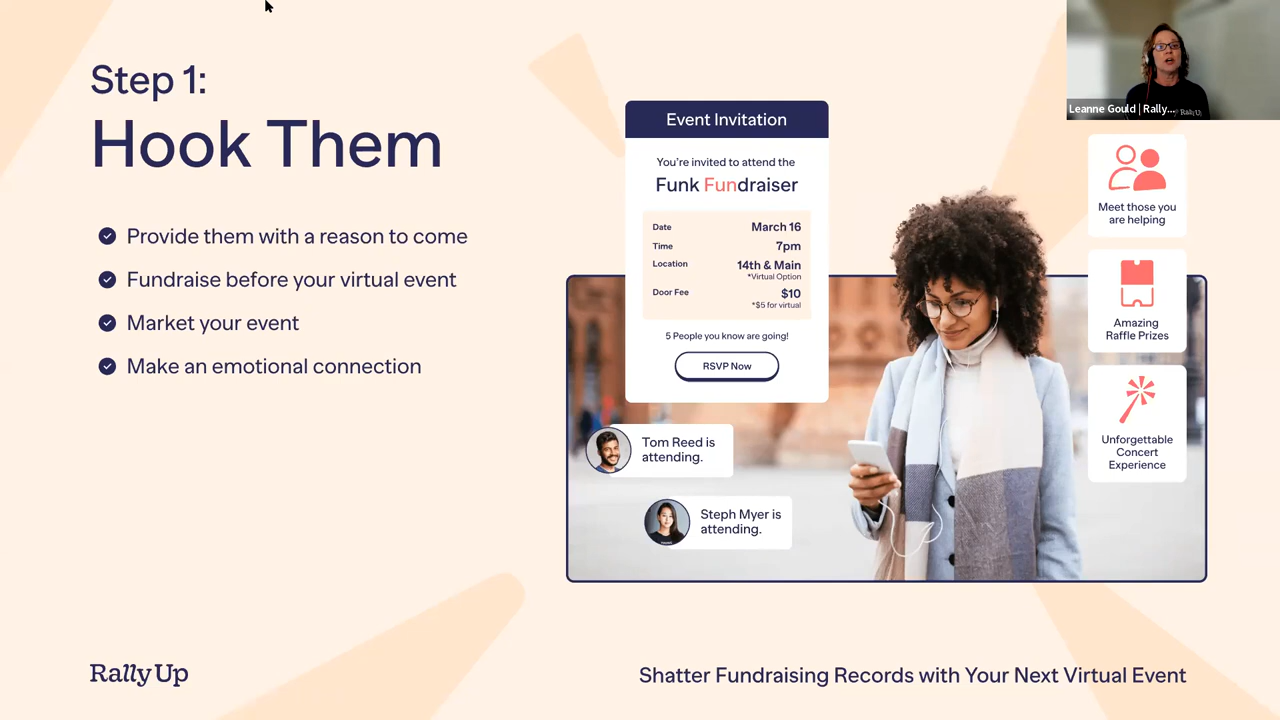 Step 1:
Hook Them
Provide them with a reason to come
Fundraise before your virtual event
Market your event
Make an emotional connection
Event Invitation
You're invited to attend the
Funk Fundraiser
Date March 16
Time 7pm
Location 14th & Main
*Virtual Option
Door Fee $10
*$5 for virtual
5 People you know are going!
RSVP Now
Tom Reed is
attending.
Steph Myer is
attending.
Leanne Gould | Rally...
RallyUp
Meet those you
are helping
Amazing
Raffle Prizes
Unforgettable
Concert
Experience
RallyUp
Shatter Fundraising Records with Your Next Virtual Event